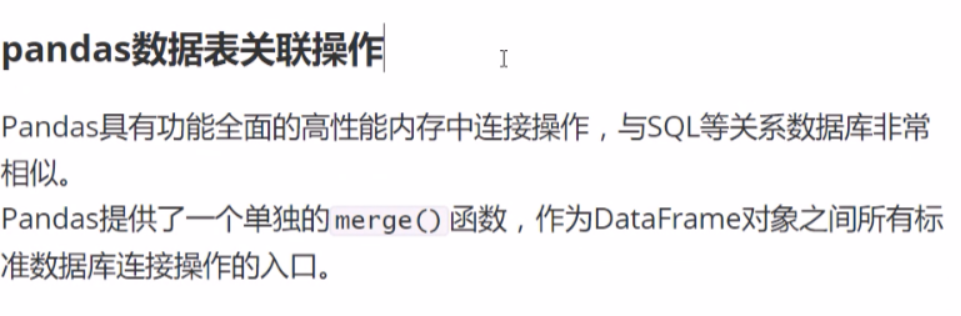 pandas数据表关联操作
Pandas具有功能全面的高性能内存中连接操作，与SQL等关系数据库非常
相似。
Pandas提供了一个单独的merge()函数，作为DataFrame对象之间所有标
准数据库连接操作的入口。